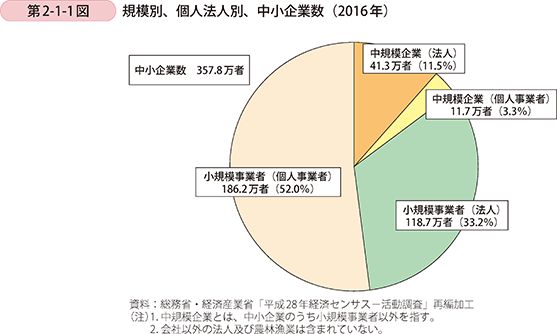 第2-1-1図 規模別、個人法人別、中小企業数（2016年）
中小企業数　357.8万者
中規模企業（法人）
41.3万者（11.5%）
中規模企業（個人事業者）
11.7万者（3.3%）
小規模事業者（個人事業者）
186.2万者（52.0%）
小規模事業者（法人）
118.7万者（33.2%）
資料：総務省・経済産業省「平成28年経済センサス－活動調査」再編加工
(注) 1. 中規模企業とは、中小企業のうち小規模事業者以外を指す。
2. 会社以外の法人及び農林漁業は含まれていない。